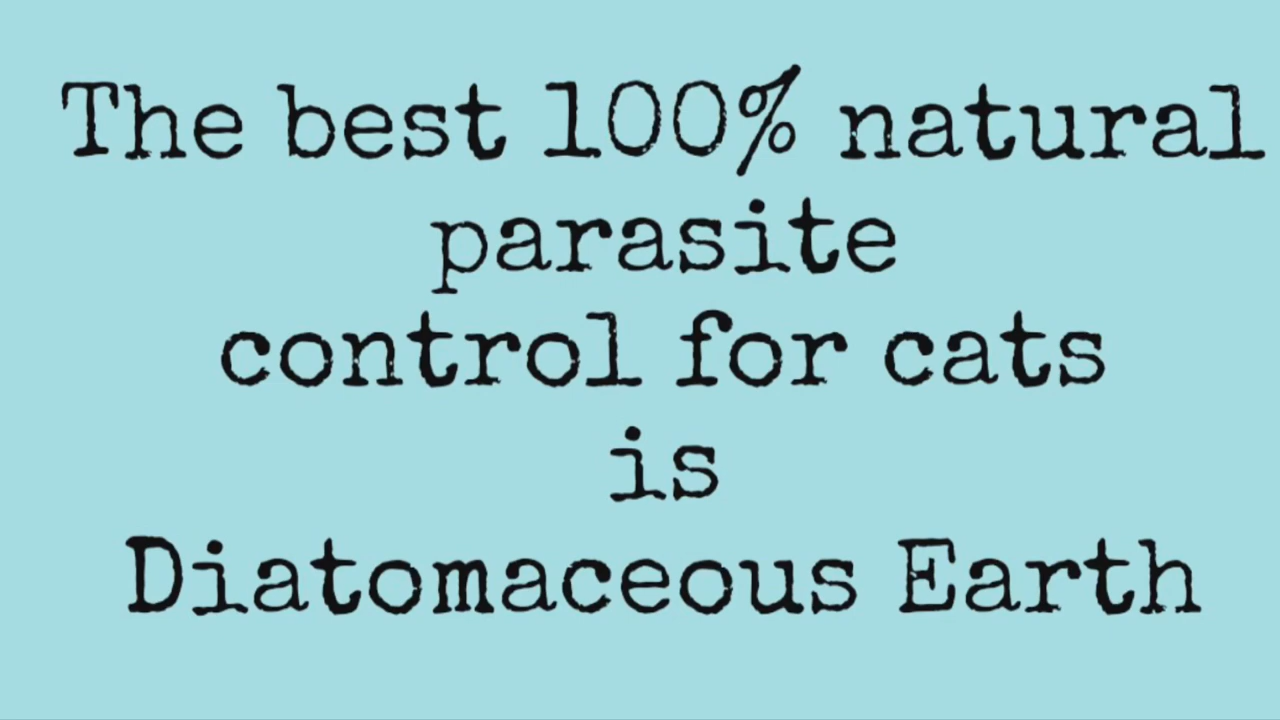 The best 100% natural
parasite
control for cats
is
Diatomaceous Earth